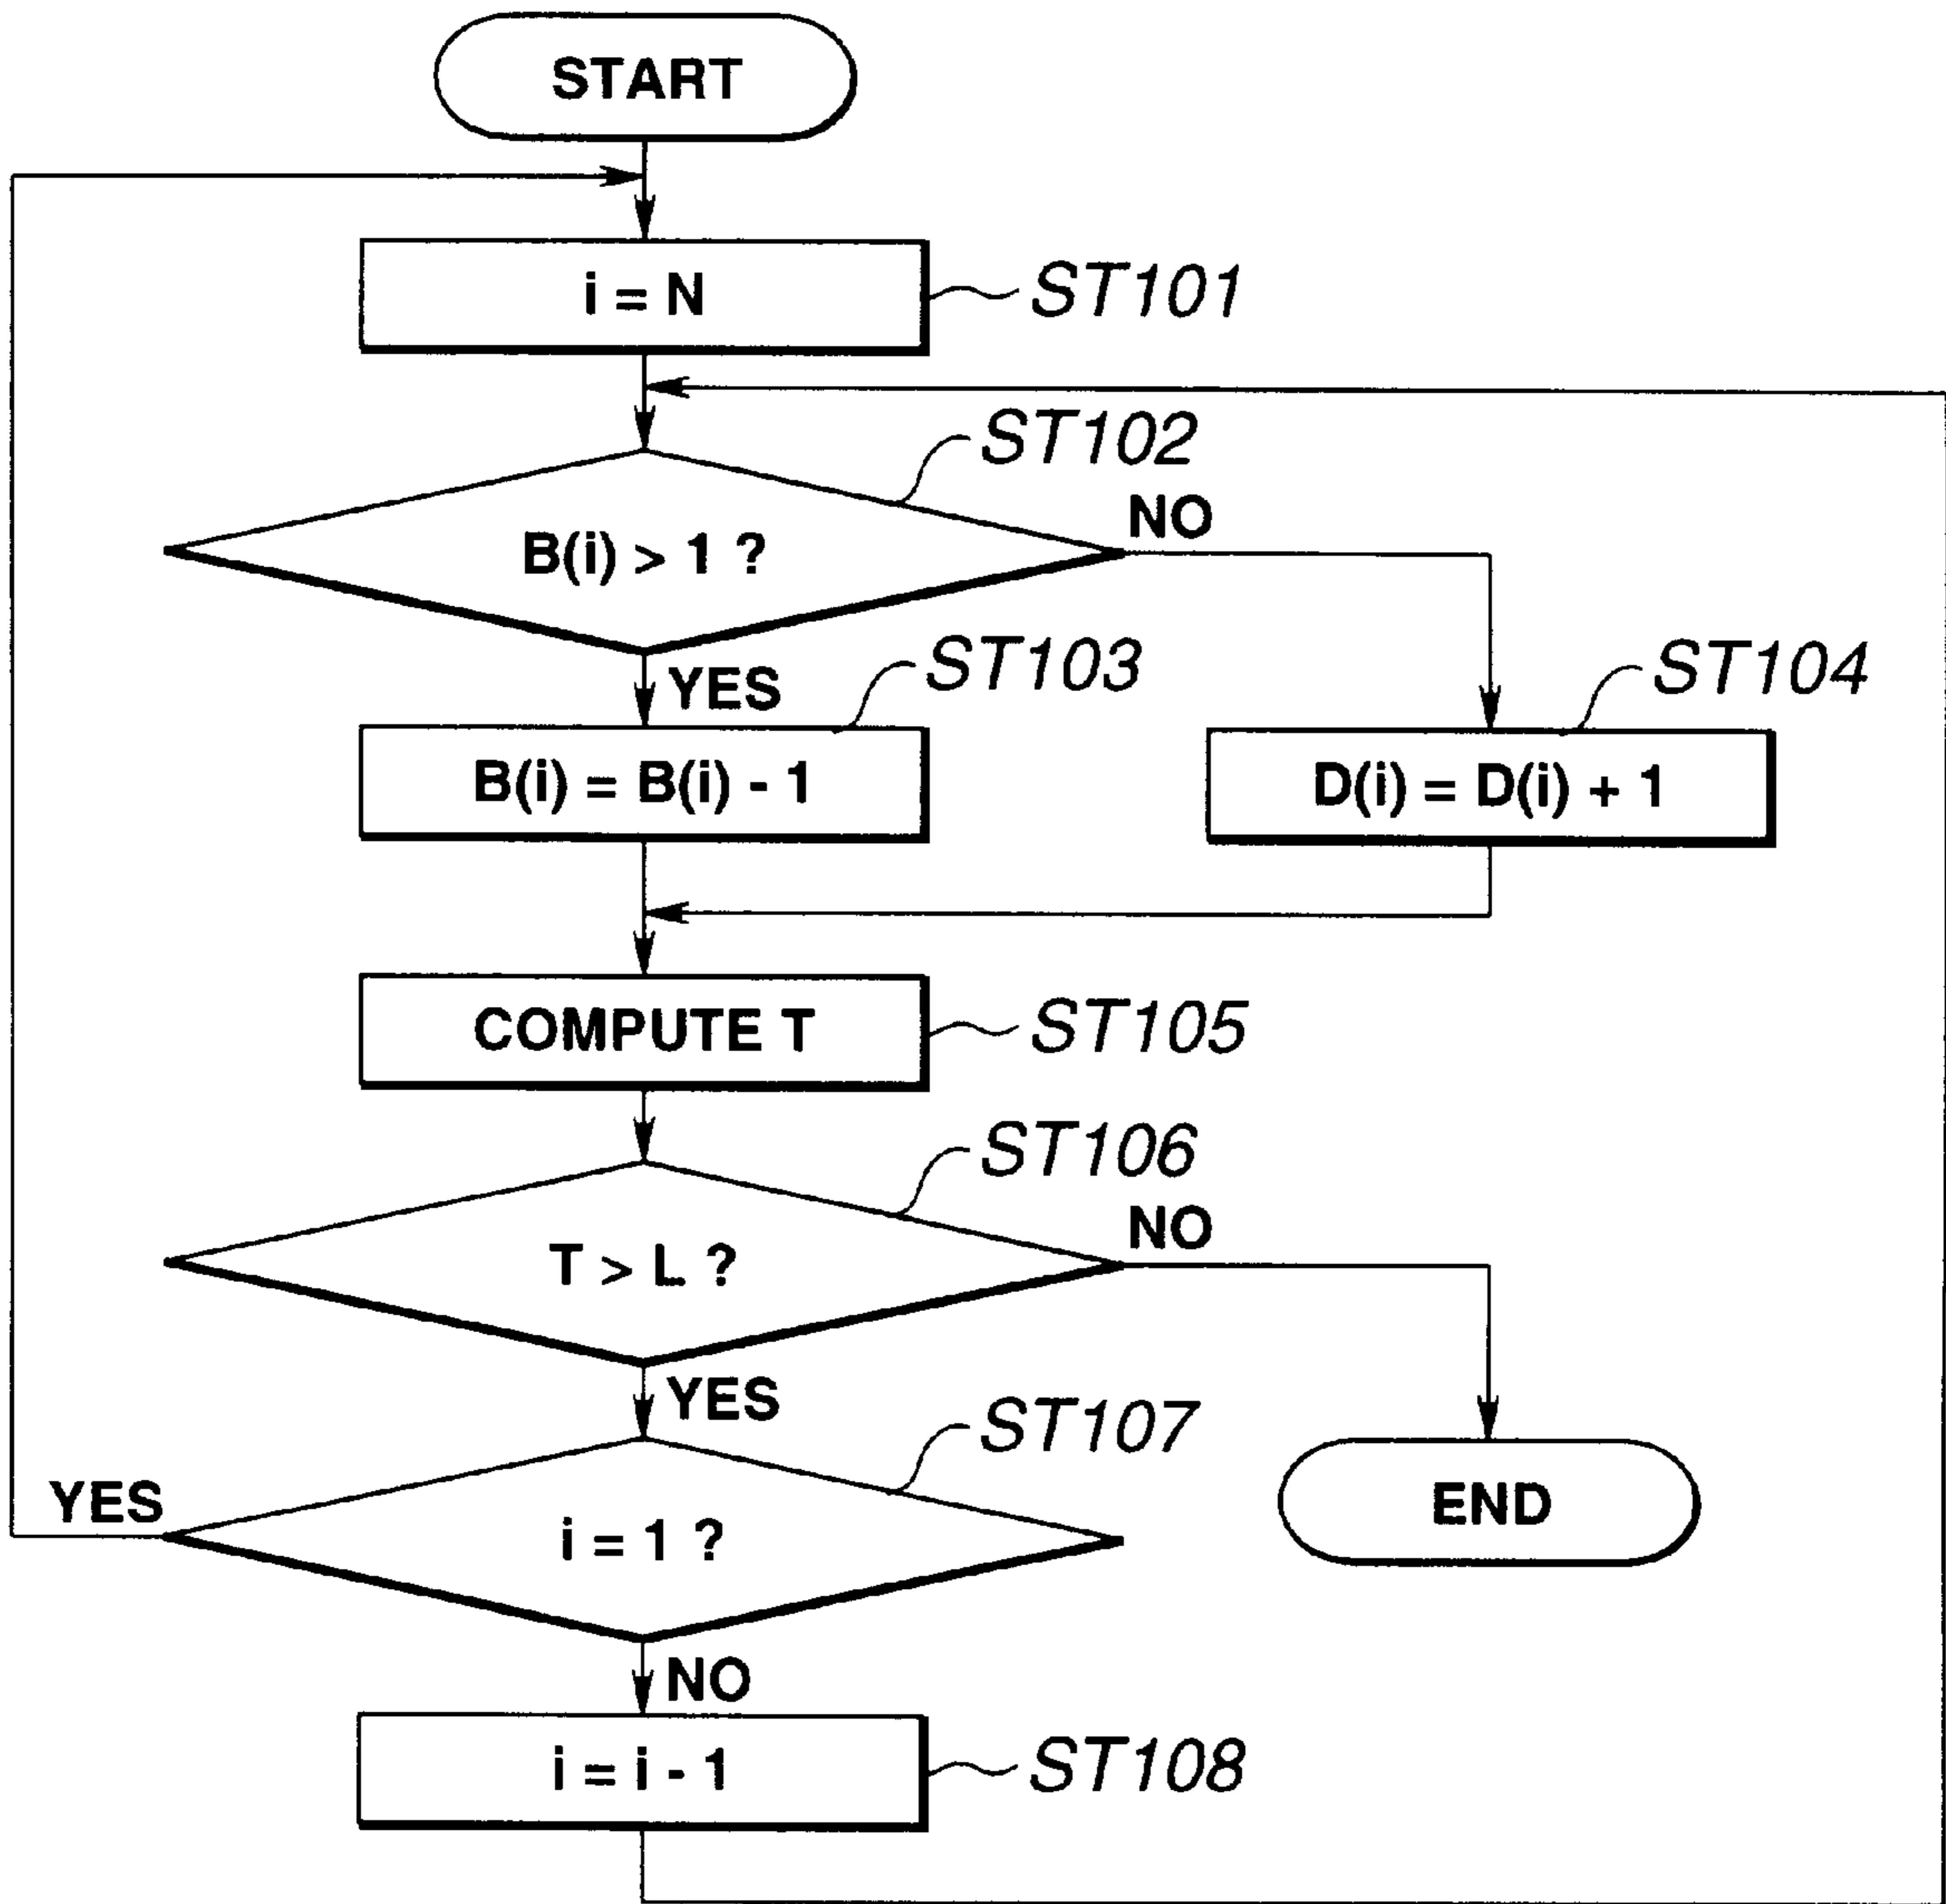 START
i = N
ST101
ST102
B(i) > 1 ?
NO
YES
ST103
ST104
B(i) = B(i) - 1
D(i) = D(i) + 1
COMPUTE T
ST105
ST106
T > L ?
NO
YES
ST107
YES
i = 1 ?
END
NO
i = i - 1
ST108